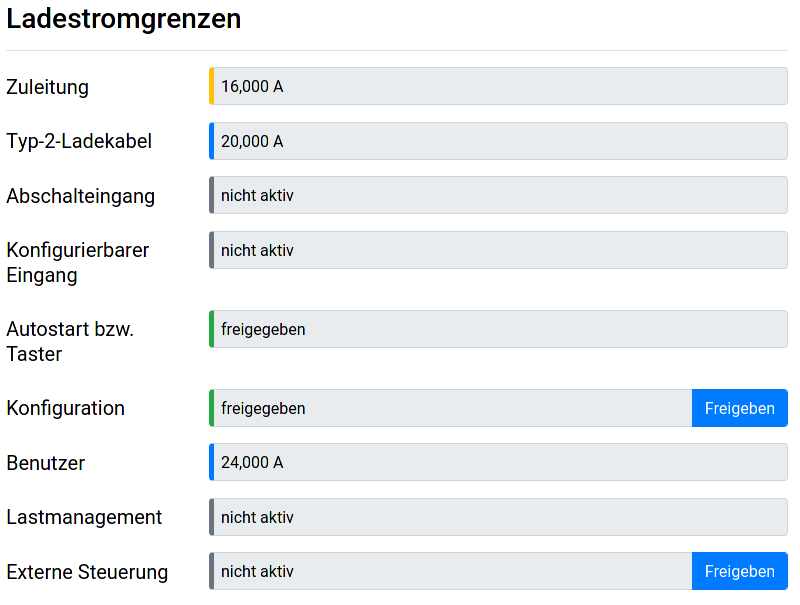 Ladestromgrenzen
Zuleitung
16,000 A
Typ-2-Ladekabel
20,000 A
Abschalteingang
nicht aktiv
Konfigurierbarer
Eingang
nicht aktiv
Autostart bzw.
Taster
freigegeben
Konfiguration
freigegeben
Freigeben
Benutzer
24,000 A
Lastmanagement
nicht aktiv
Externe Steuerung
nicht aktiv
Freigeben